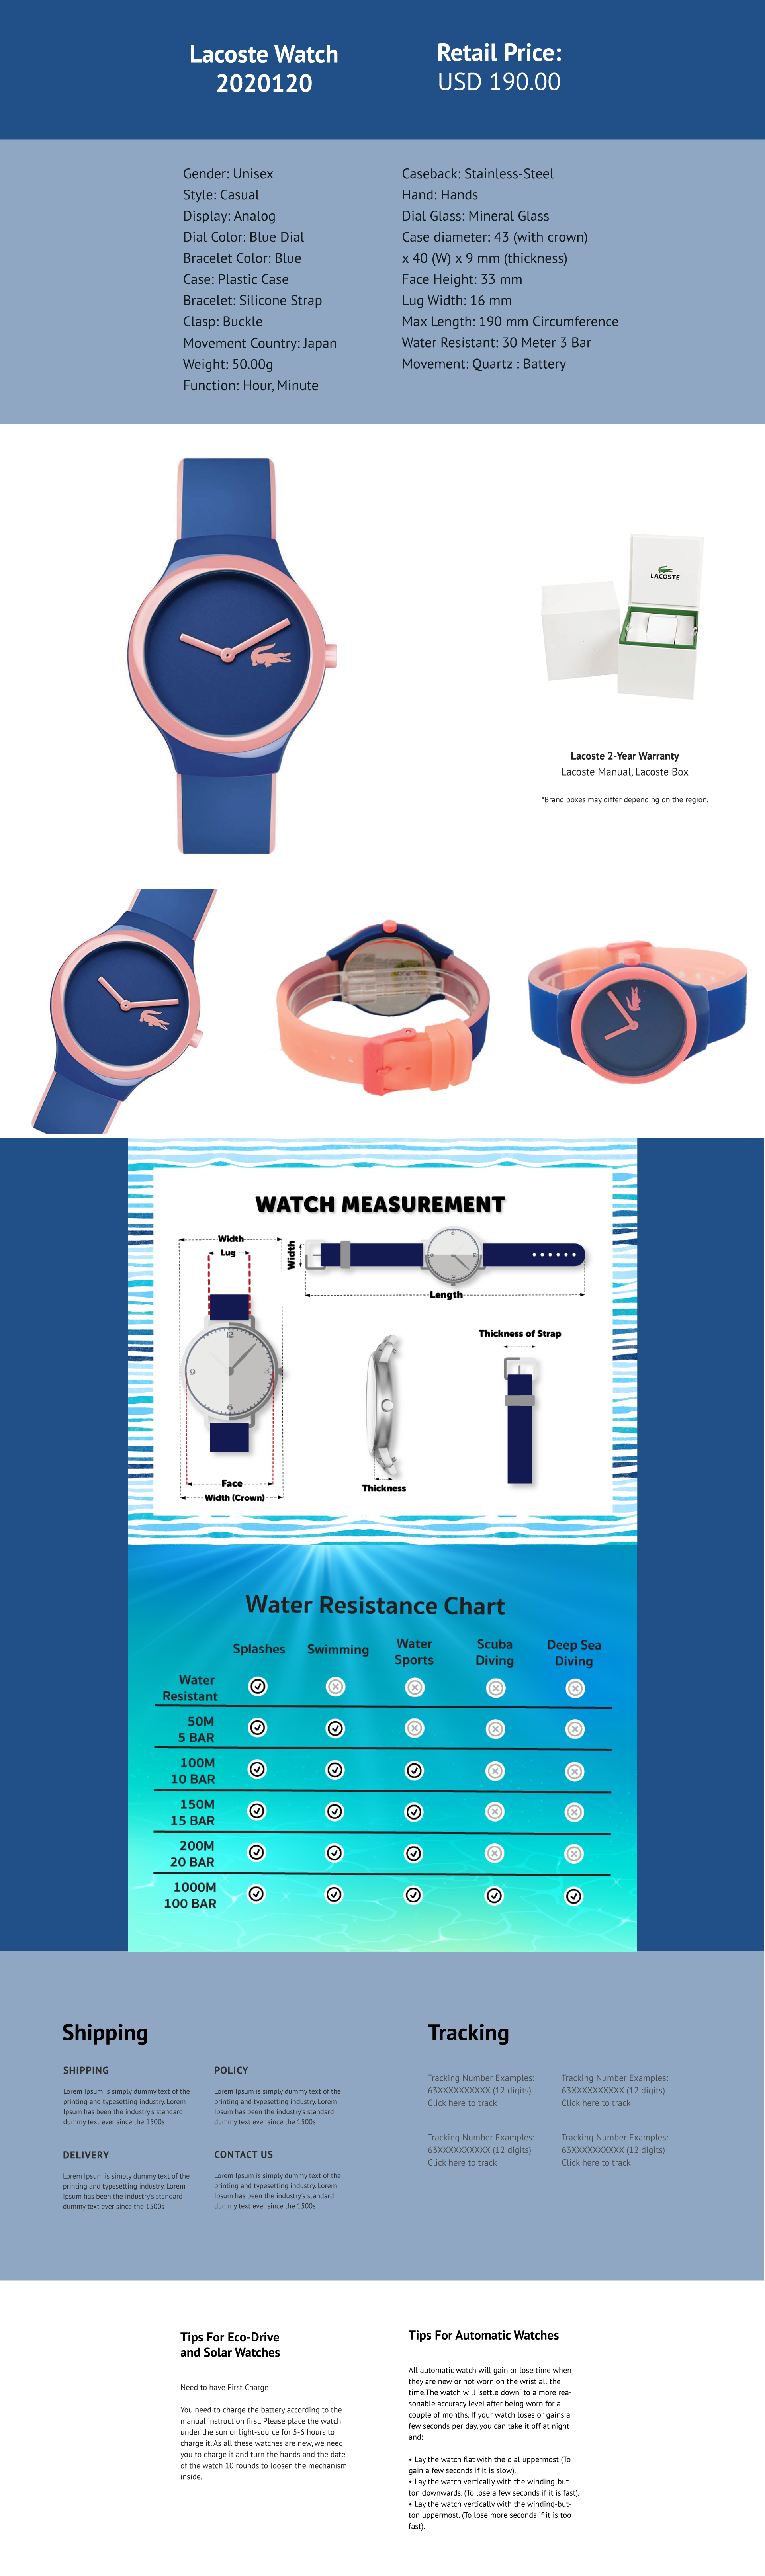 Lacoste Watch
2020120
Retail Price:
USD 190.00
Gender: Unisex
Style: Casual
Display: Analog
Dial Color: Blue Dial
Bracelet Color: Blue
Case: Plastic Case
Bracelet: Silicone Strap
Clasp: Buckle
Movement Country: Japan
Weight: 50.00g
Function: Hour, Minute
Caseback: Stainless-Steel
Hand: Hands
Dial Glass: Mineral Glass
Case diameter: 43 (with crown)
x 40 (W) x 9 mm (thickness)
Face Height: 33 mm
Lug Width: 16 mm
Max Length: 190 mm Circumference
Water Resistant: 30 Meter 3 Bar
Movement: Quartz : Battery
LACOSTE
Lacoste 2-Year Warranty
Lacoste Manual, Lacoste Box
*Brand boxes may differ depending on the region.
WATCH MEASUREMENT
Width
Lug
Width
Length
12
9
6
Face
Width (Crown)
Thickness
Thickness of Strap
Water Resistance Chart
Splashes
Swimming
Water
Sports
Scuba
Diving
Deep Sea
Diving
Water
Resistant
50M
5 BAR
100M
10 BAR
150M
15 BAR
200M
20 BAR
1000M
100 BAR
Shipping
SHIPPING
Lorem Ipsum is simply dummy text of the
printing and typesetting industry. Lorem
Ipsum has been the industry's standard
dummy text ever since the 1500s
POLICY
Lorem Ipsum is simply dummy text of the
printing and typesetting industry. Lorem
Ipsum has been the industry's standard
dummy text ever since the 1500s
DELIVERY
Lorem Ipsum is simply dummy text of the
printing and typesetting industry. Lorem
Ipsum has been the industry's standard
dummy text ever since the 1500s
CONTACT US
Lorem Ipsum is simply dummy text of the
printing and typesetting industry. Lorem
Ipsum has been the industry's standard
dummy text ever since the 1500s
Tracking
Tracking Number Examples:
63XXXXXXXXXX (12 digits)
Click here to track
Tracking Number Examples:
63XXXXXXXXXX (12 digits)
Click here to track
Tracking Number Examples:
63XXXXXXXXXX (12 digits)
Click here to track
Tracking Number Examples:
63XXXXXXXXXX (12 digits)
Click here to track
Tips For Eco-Drive
and Solar Watches
Need to have First Charge
You need to charge the battery according to the
manual instruction first. Please place the watch
under the sun or light-source for 5-6 hours to
charge it. As all these watches are new, we need
you to charge it and turn the hands and the date
of the watch 10 rounds to loosen the mechanism
inside.
Tips For Automatic Watches
All automatic watch will gain or lose time when
they are new or not worn on the wrist all the
time.The watch will "settle down" to a more rea-
sonable accuracy level after being worn for a
couple of months. If your watch loses or gains a
few seconds per day, you can take it off at night
and:
• Lay the watch flat with the dial uppermost (To
gain a few seconds if it is slow).
• Lay the watch vertically with the winding-but-
ton downwards. (To lose a few seconds if it is fast).
• Lay the watch vertically with the winding-but-
ton uppermost. (To lose more seconds if it is too
fast).